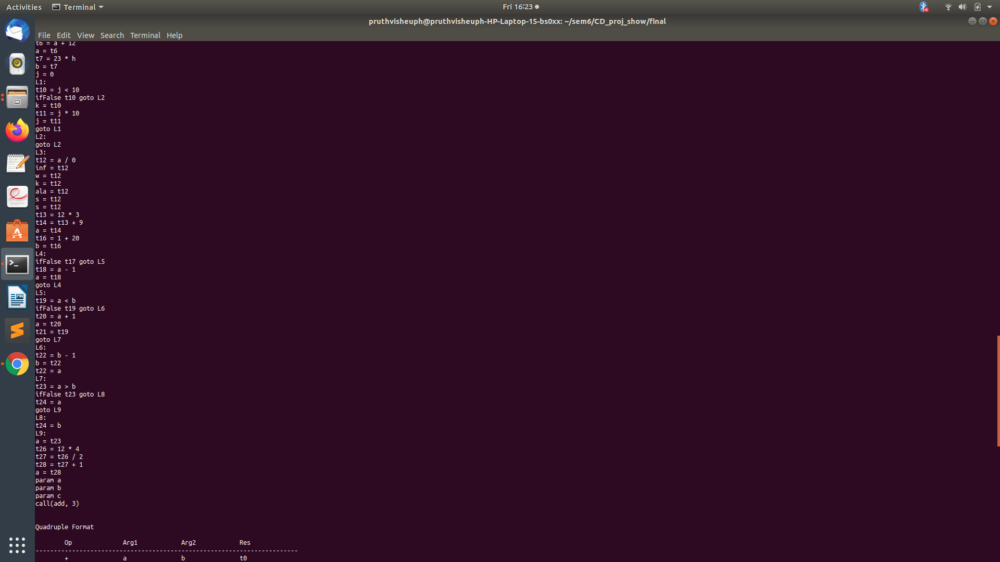 Activities Terminal Fri 16:23
pruthvisheuph@pruthvisheuph-HP-Laptop-15-bs0xx: ~/sem6/CD_proj_show/final
File Edit View Search Terminal Help
t6 = a + 12
a = t6
t7 = 23 * h
b = t7
j = 0
L1:
t10 = j < 10
ifFalse t10 goto L2
k = t10
t11 = j * 10
j = t11
goto L1
L2:
goto L2
L3:
t12 = a / 0
inf = t12
w = t12
k = t12
ala = t12
s = t12
s = t12
t13 = 12 * 3
t14 = t13 + 9
a = t14
t16 = 1 + 20
b = t16
L4:
ifFalse t17 goto L5
t18 = a - 1
a = t18
goto L4
L5:
t19 = a < b
ifFalse t19 goto L6
t20 = a + 1
a = t20
t21 = t19
goto L7
L6:
t22 = b - 1
b = t22
t22 = a
L7:
t23 = a > b
ifFalse t23 goto L8
t24 = a
goto L9
L8:
t24 = b
L9:
a = t23
t26 = 12 * 4
t27 = t26 / 2
t28 = t27 + 1
a = t28
param a
param b
param c
call(add, 3)
Quadruple Format
Op Arg1 Arg2 Res
------------------------------------------------------------------------
+ a b t0